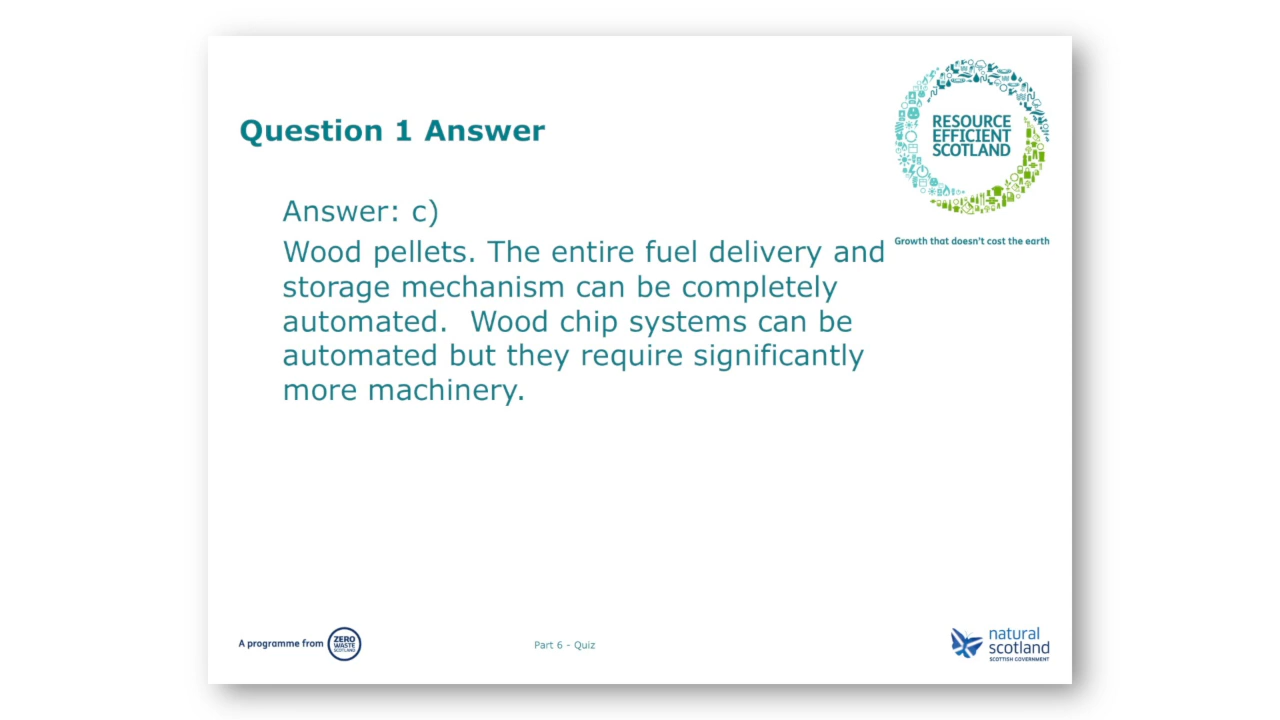 Question 1 Answer
RESOURCE
EFFICIENT
SCOTLAND
Growth that doesn't cost the earth
Answer: c)
Wood pellets. The entire fuel delivery and
storage mechanism can be completely
automated.  Wood chip systems can be
automated but they require significantly
more machinery.
A programme from
ZERO
WASTE
SCOTLAND
Part 6 - Quiz
natural
scotland
SCOTTISH GOVERNMENT